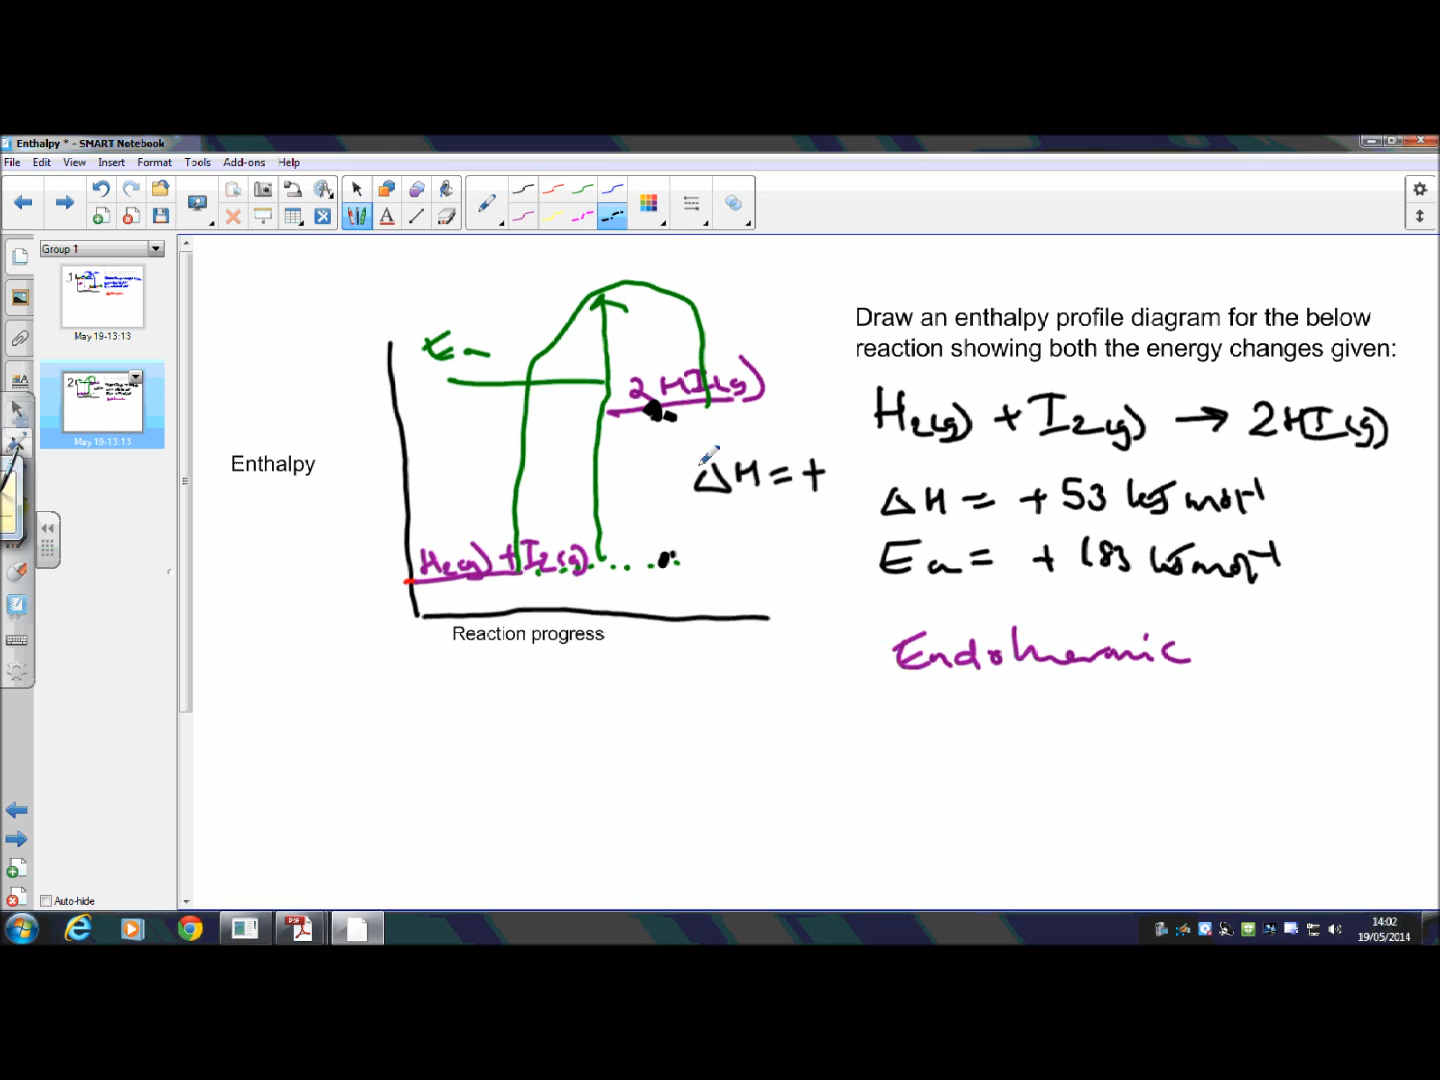 Enthalpy * - SMART Notebook
File Edit View Insert Format Tools Add-ons Help
Group 1
May 19-13:13
May 19-13:13
Auto-hide
Ea
2HI(g)
Enthalpy
ΔH = +
H2(g) + I2(g)
Reaction progress
Draw an enthalpy profile diagram for the below
reaction showing both the energy changes given:
H2(g) + I2(g) → 2HI(g)
ΔH = + 53 kJ mol-1
Ea = + 183 kJ mol-1
Endothermic
14:02
19/05/2014